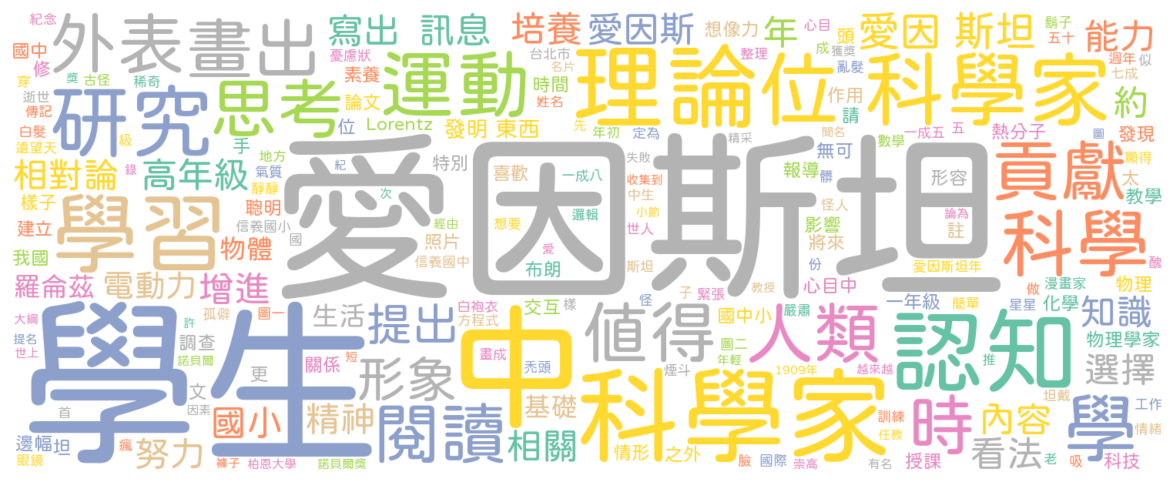 紀念
外表
畫出
寫出
訊息
培養
愛因斯
想像力
年
心目
頭
愛因
斯坦
鬍子
五十
能力
國中
修
憂慮狀
台北市
名片
整理
成
獲獎
亂髮
週年
似
獎
古怪
稀奇
素養
運動
時間
姓名
理論
位
科學家
七成
穿
逝世
傳記
研究
思考
論文
作用
請
約
白髮
遠望天
級
手
位
Lorentz
發明
東西
先
年初
定為
精采
聞名
數學
一成五
五
熱分子
圖
發現
顯得
相對論
錄
高年級
地方
氣質
特別
愛因斯坦
喜歡
一成八
失敗
收集到
報導
無可
形容
太
貢獻
教學
樣子
靜靜
紀
次
邏輯
中生
髒
怪人
建立
學習
聰明
信義國小
經由
想要
小節
世人
影響
論為
註
科學
我國
物體
國
照片
信義國中
愛
布朗
斯坦
將來
份
心目中
愛因斯坦年
做
醜
羅倫茲
電動力
增進
怪
子
緊張
教授
嚴肅
漫畫家
物理
大綱
孤僻
圖一
生活
提出
白袍衣
方程式
交互
樣
值得
國中小
人類
一年級
簡單
星星
化學
知識
提名
許
世上
諾貝爾
學生
調查
關係
短
形象
中
畫成
禿頭
圖二
年輕
認知
推
物理學家
選擇
更
煙斗
1909年
越來越
坦戴
首
文
因素
國小
精神
閱讀
基礎
科學家
訓練
時
內容
學
工作
邊幅
坦
瘋
努力
相關
任教
情緒
眼鏡
褲子
柏恩大學
諾貝爾獎
情形
之外
臉
國際
崇高
有名
授課
看法
老
吸
科技